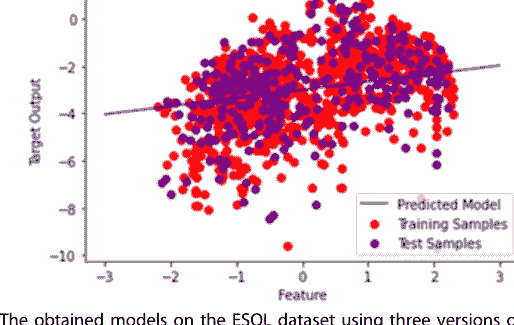 0
−2
−4
−6
−8
−10
Target Output
−3 −2 −1 0 1 2 3
Feature
Predicted Model
Training Samples
Test Samples
The obtained models on the ESOL dataset using three versions